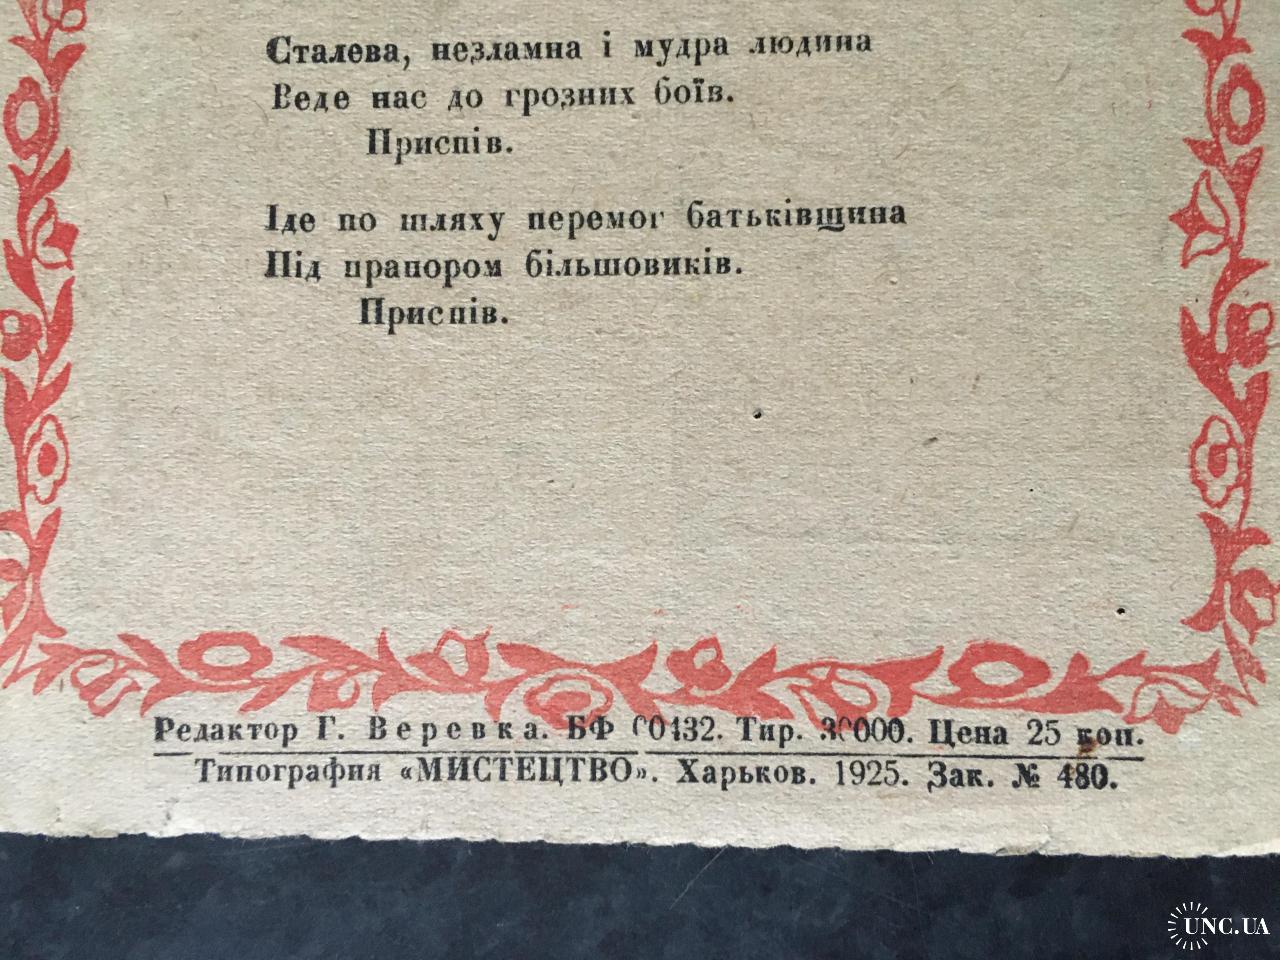 Сталева, незламна і мудра людина
Веде нас до грозних боїв.
Приспів.
Іде по шляху перемог батьківщина
Під прапором більшовиків.
Приспів.
Редактор Г. Веревка. БФ 00432. Тир. 30000. Цена 25 коп.
Типография «МИСТЕЦТВО». Харьков. 1925. Зак. № 480.
UNC.UA